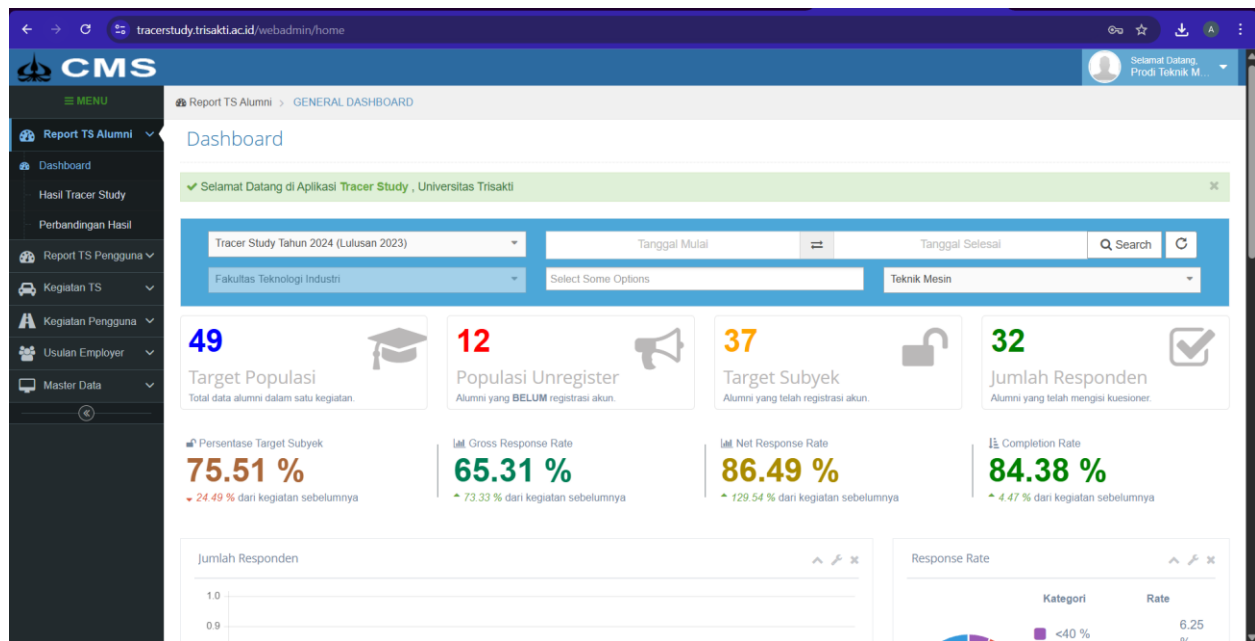 tracerstudy.trisakti.ac.id/webadmin/home
A
CMS
Selamat Datang,
Prodi Teknik M...
MENU
Report TS Alumni > GENERAL DASHBOARD
Report TS Alumni
Dashboard
Dashboard
Hasil Tracer Study
Perbandingan Hasil
Report TS Pengguna
Kegiatan TS
Kegiatan Pengguna
Usulan Employer
Master Data
Selamat Datang di Aplikasi Tracer Study , Universitas Trisakti
Tracer Study Tahun 2024 (Lulusan 2023)
Tanggal Mulai
Tanggal Selesai
Search
Fakultas Teknologi Industri
Select Some Options
Teknik Mesin
49
Target Populasi
Total data alumni dalam satu kegiatan.
12
Populasi Unregister
Alumni yang BELUM registrasi akun.
37
Target Subyek
Alumni yang telah registrasi akun.
32
Jumlah Responden
Alumni yang telah mengisi kuesioner.
Persentase Target Subyek
75.51 %
24.49 % dari kegiatan sebelumnya
Gross Response Rate
65.31 %
73.33 % dari kegiatan sebelumnya
Net Response Rate
86.49 %
129.54 % dari kegiatan sebelumnya
Completion Rate
84.38 %
4.47 % dari kegiatan sebelumnya
Jumlah Responden
1.0
0.9
Response Rate
Kategori Rate
<40 % 6.25
%